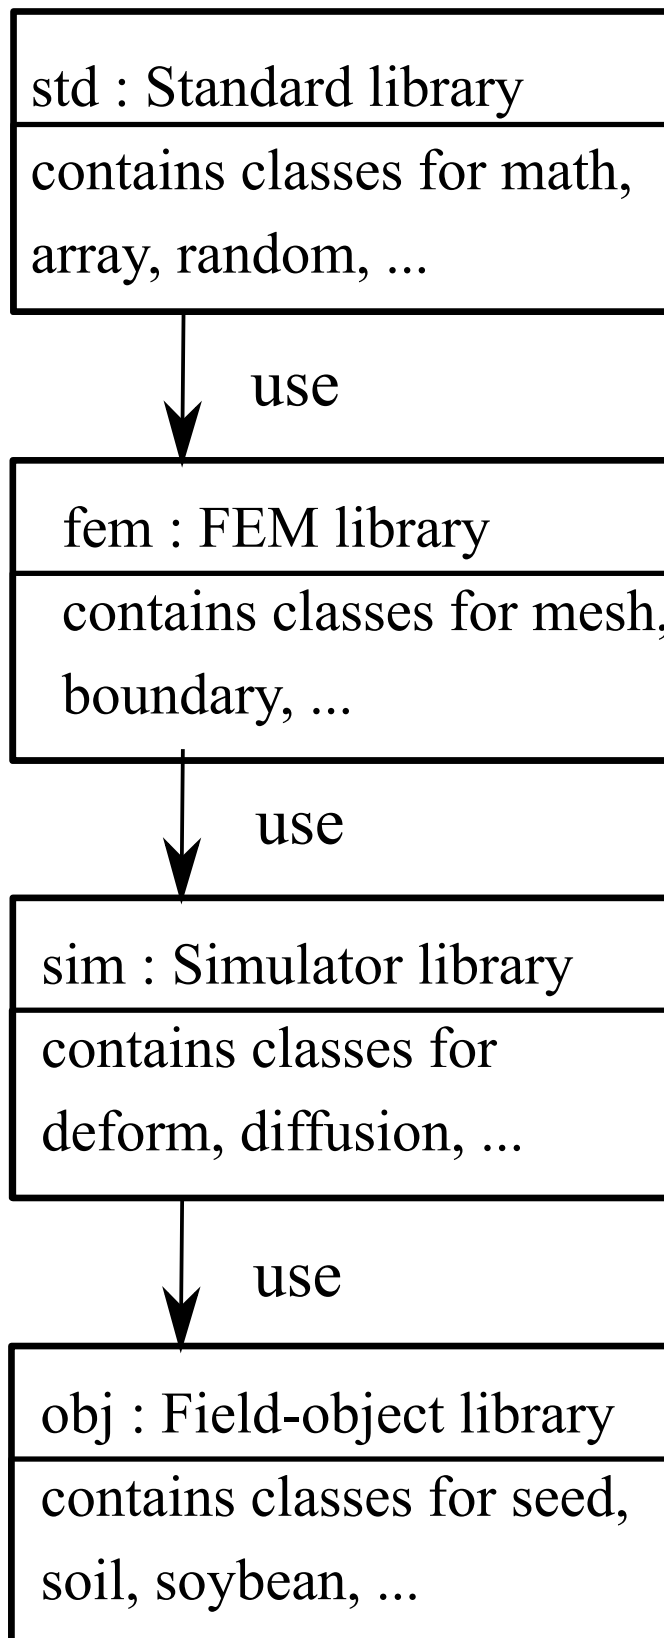 std : Standard library
contains classes for math,
array, random, ...
use
fem : FEM library
contains classes for mesh,
boundary, ...
use
sim : Simulator library
contains classes for
deform, diffusion, ...
use
obj : Field-object library
contains classes for seed,
soil, soybean, ...